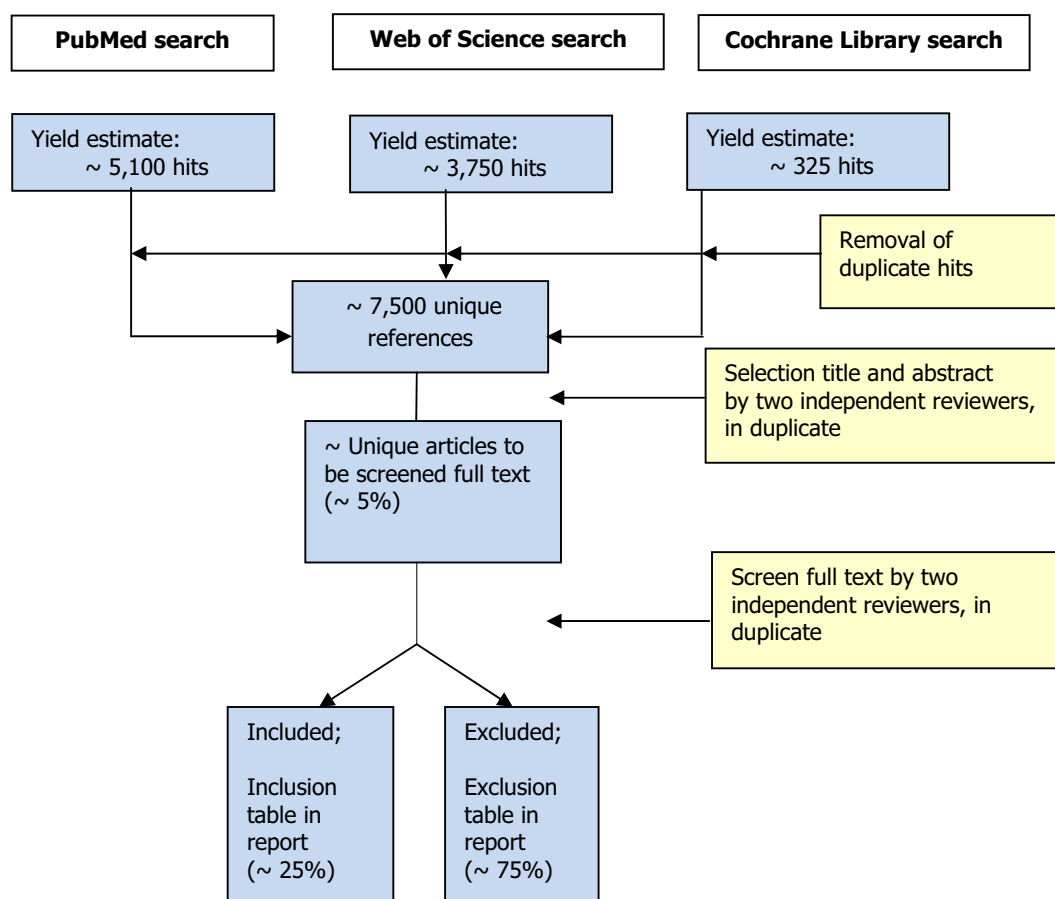 PubMed search
Web of Science search
Cochrane Library search
Yield estimate:
~ 5,100 hits
Yield estimate:
~ 3,750 hits
Yield estimate:
~ 325 hits
Removal of
duplicate hits
~ 7,500 unique
references
Selection title and abstract
by two independent reviewers,
in duplicate
~ Unique articles to
be screened full text
(~ 5%)
Screen full text by two
independent reviewers, in
duplicate
Included;
Inclusion
table in
report
(~ 25%)
Excluded;
Exclusion
table in
report
(~ 75%)